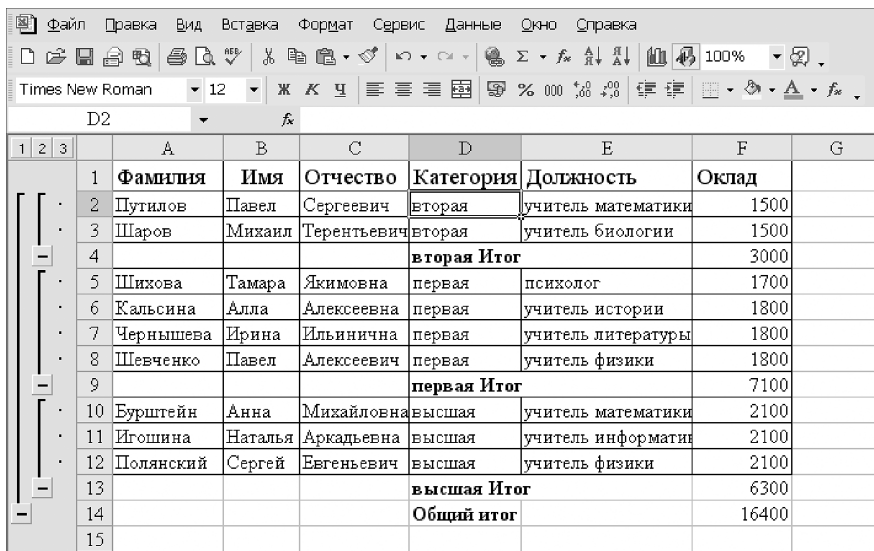 Файл Правка Вид Вставка Формат Сервис Данные Окно Справка
100%
Times New Roman 12 Ж К Ч % 000
D2 fx
1 2 3 A B C D E F G
1 Фамилия Имя Отчество Категория Должность Оклад
2 Путилов Павел Сергеевич вторая учитель математики 1500
3 Шаров Михаил Терентьевич вторая учитель биологии 1500
4 вторая Итог 3000
5 Шихова Тамара Якимовна первая психолог 1700
6 Кальсина Алла Алексеевна первая учитель истории 1800
7 Чернышева Ирина Ильинична первая учитель литературы 1800
8 Шевченко Павел Алексеевич первая учитель физики 1800
9 первая Итог 7100
10 Бурштейн Анна Михайловна высшая учитель математики 2100
11 Игошина Наталья Аркадьевна высшая учитель информати 2100
12 Полянский Сергей Евгеньевич высшая учитель физики 2100
13 высшая Итог 6300
14 Общий итог 16400
15